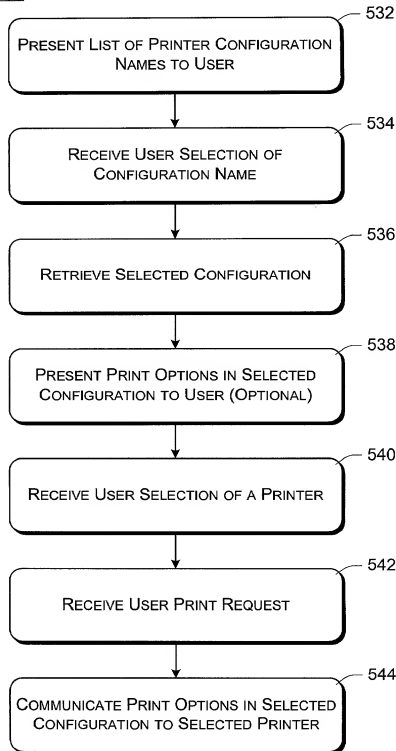 532
PRESENT LIST OF PRINTER CONFIGURATION
NAMES TO USER
534
RECEIVE USER SELECTION OF
CONFIGURATION NAME
536
RETRIEVE SELECTED CONFIGURATION
538
PRESENT PRINT OPTIONS IN SELECTED
CONFIGURATION TO USER (OPTIONAL)
540
RECEIVE USER SELECTION OF A PRINTER
542
RECEIVE USER PRINT REQUEST
544
COMMUNICATE PRINT OPTIONS IN SELECTED
CONFIGURATION TO SELECTED PRINTER